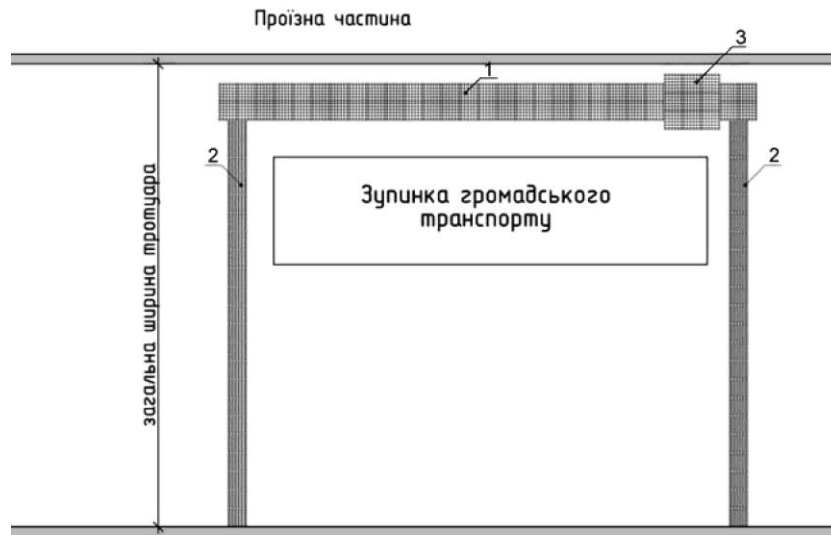 Проїзна частина
3
1
2
2
Зупинка громадського
транспорту
загальна ширина тротуара